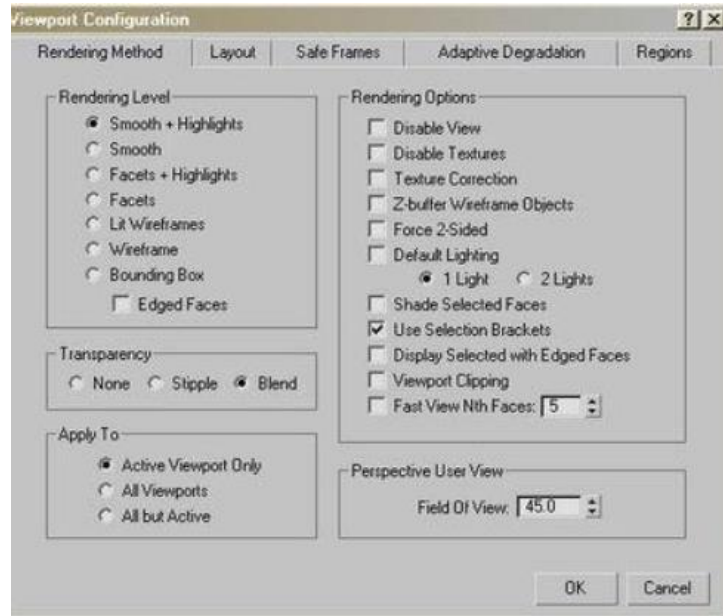 Viewport Configuration
Rendering Method Layout Safe Frames Adaptive Degradation Regions
Rendering Level
Smooth + Highlights
Smooth
Facets + Highlights
Facets
Lit Wireframes
Wireframe
Bounding Box
Edged Faces
Transparency
None Stipple Blend
Apply To
Active Viewport Only
All Viewports
All but Active
Rendering Options
Disable View
Disable Textures
Texture Correction
Z-buffer Wireframe Objects
Force 2-Sided
Default Lighting
1 Light 2 Lights
Shade Selected Faces
Use Selection Brackets
Display Selected with Edged Faces
Viewport Clipping
Fast View Nth Faces: 5
Perspective User View
Field Of View: 45.0
OK Cancel